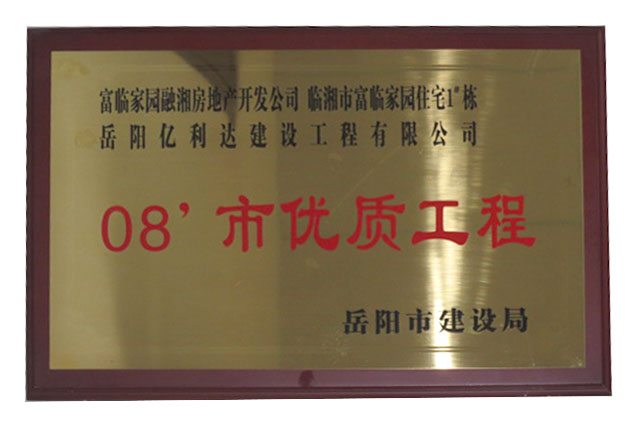 富临家园融湘房地产开发公司 临湘市富临家园住宅1#栋
岳阳亿利达建设工程有限公司
08’市优质工程
岳阳市建设局